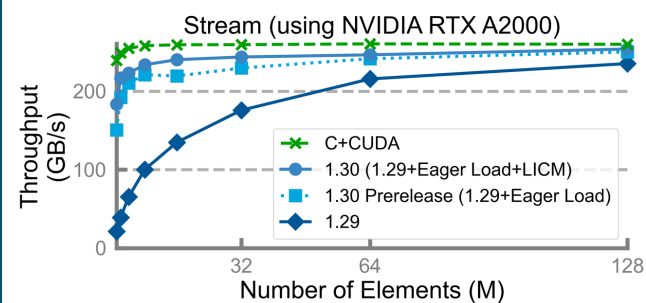 Stream (using NVIDIA RTX A2000)
Throughput
(GB/s)
200
100
0
C+CUDA
1.30 (1.29+Eager Load+LICM)
1.30 Prerelease (1.29+Eager Load)
1.29
32
64
128
Number of Elements (M)